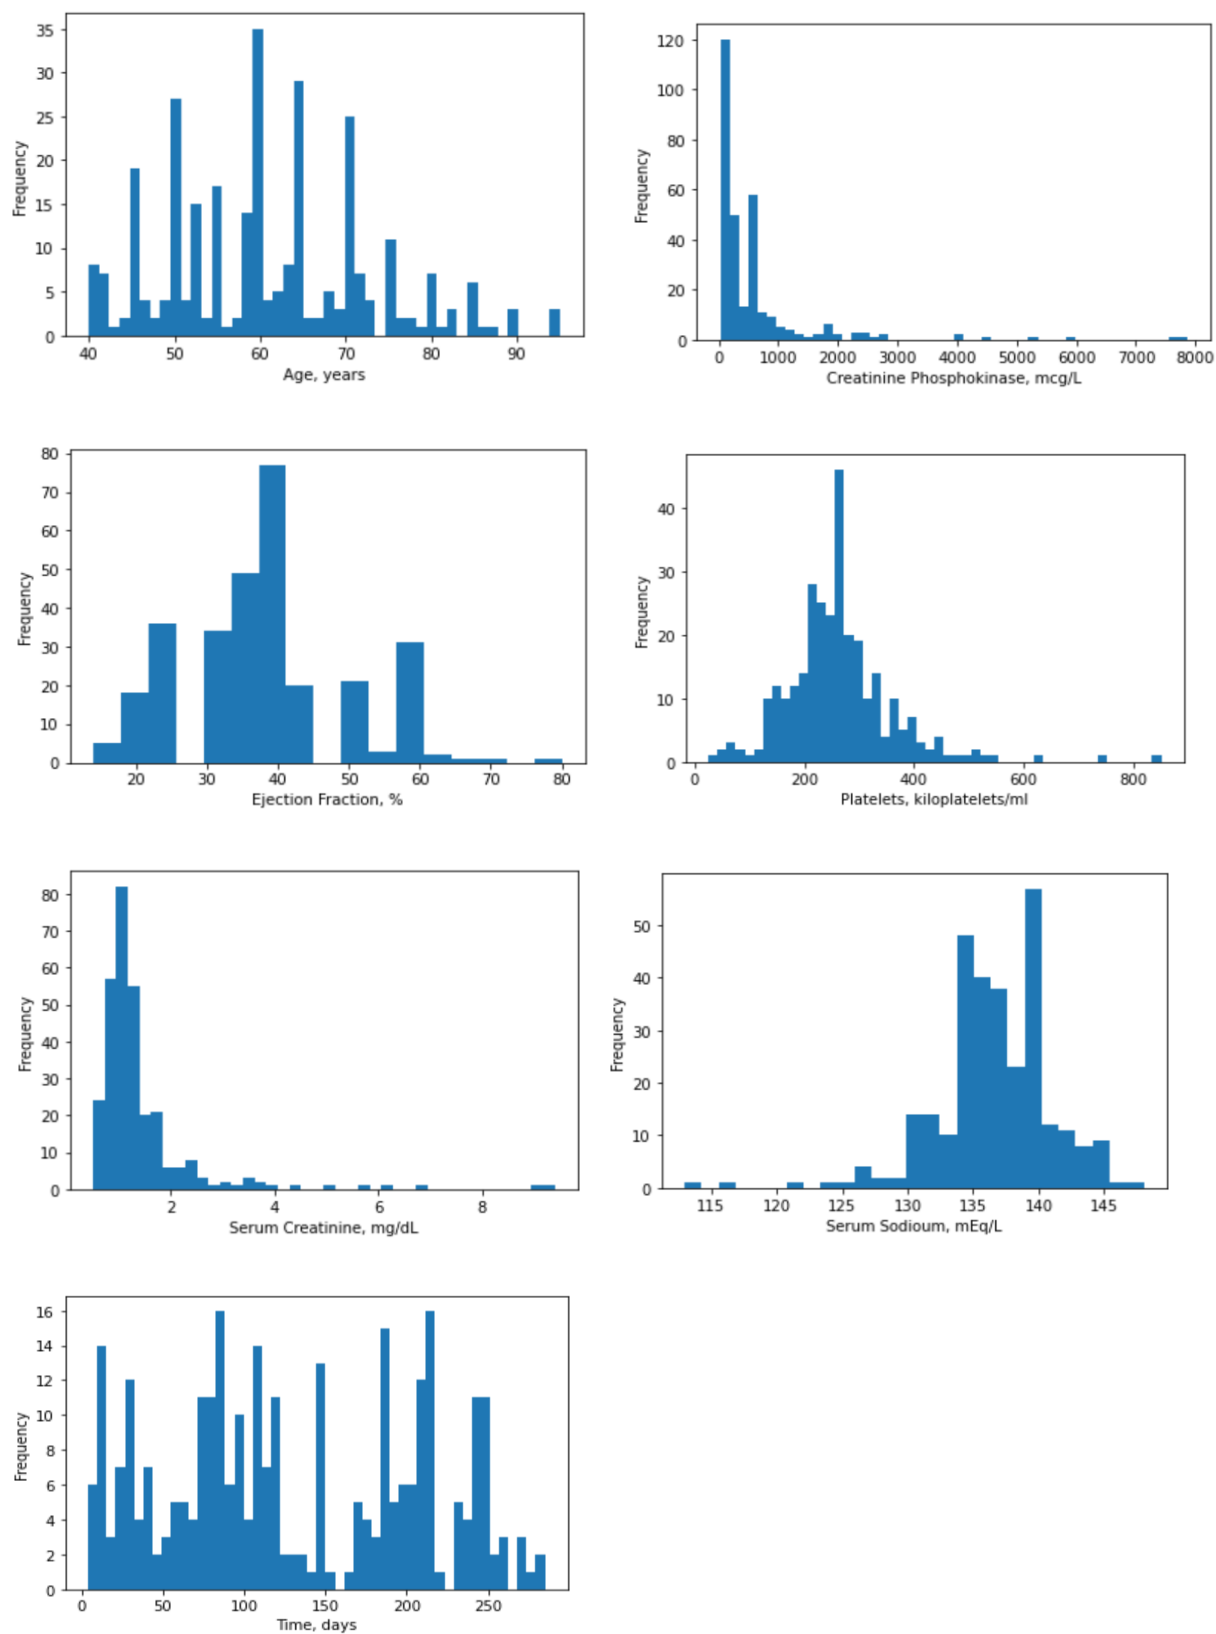 35
30
25
20
15
10
5
0
Frequency
40 50 60 70 80 90
Age, years
120
100
80
60
40
20
0
Frequency
0 1000 2000 3000 4000 5000 6000 7000 8000
Creatinine Phosphokinase, mcg/L
80
70
60
50
40
30
20
10
0
Frequency
20 30 40 50 60 70 80
Ejection Fraction, %
40
30
20
10
0
Frequency
200 400 600 800
Platelets, kiloplatelets/ml
80
70
60
50
40
30
20
10
0
Frequency
2 4 6 8
Serum Creatinine, mg/dL
50
40
30
20
10
0
Frequency
115 120 125 130 135 140 145
Serum Sodioum, mEq/L
16
14
12
10
8
6
4
2
0
Frequency
0 50 100 150 200 250
Time, days